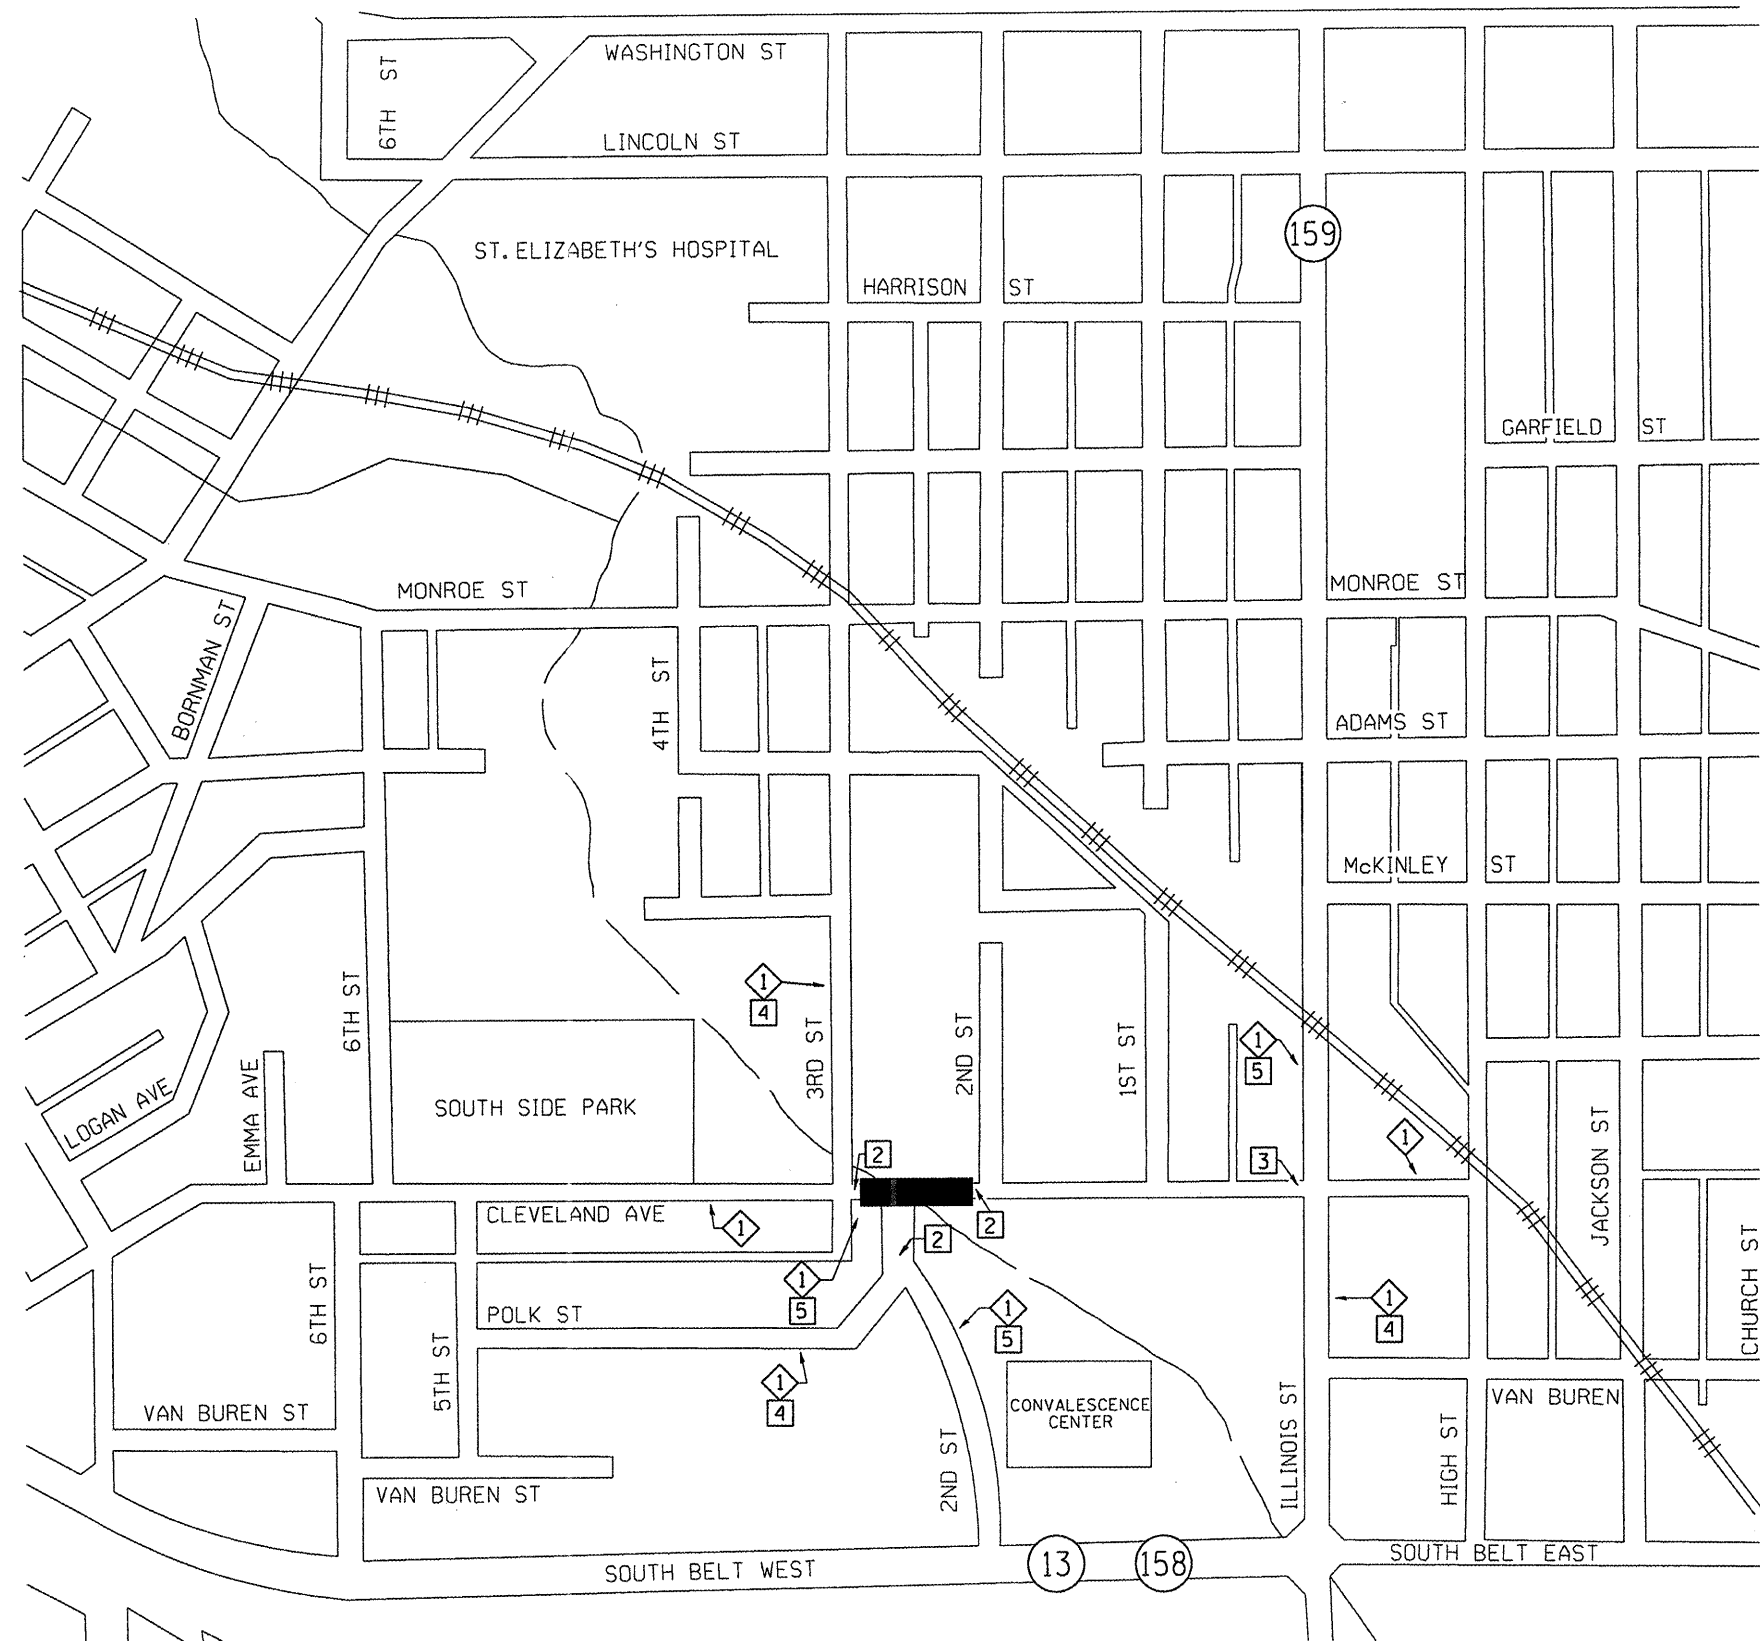 WASHINGTON ST
6TH ST
LINCOLN ST
159
ST. ELIZABETH'S HOSPITAL
HARRISON ST
GARFIELD ST
MONROE ST
MONROE ST
BORNMAN ST
4TH ST
ADAMS ST
McKINLEY ST
1
4
6TH ST
3RD ST
2ND ST
1ST ST
1
5
EMMA AVE
LOGAN AVE
SOUTH SIDE PARK
JACKSON ST
1
2
3
CLEVELAND AVE
1
2
2
CHURCH ST
6TH ST
1
5
POLK ST
1
5
1
4
5TH ST
1
4
CONVALESCENCE
CENTER
VAN BUREN ST
VAN BUREN
ILLINOIS ST
HIGH ST
2ND ST
VAN BUREN ST
13
158
SOUTH BELT WEST
SOUTH BELT EAST